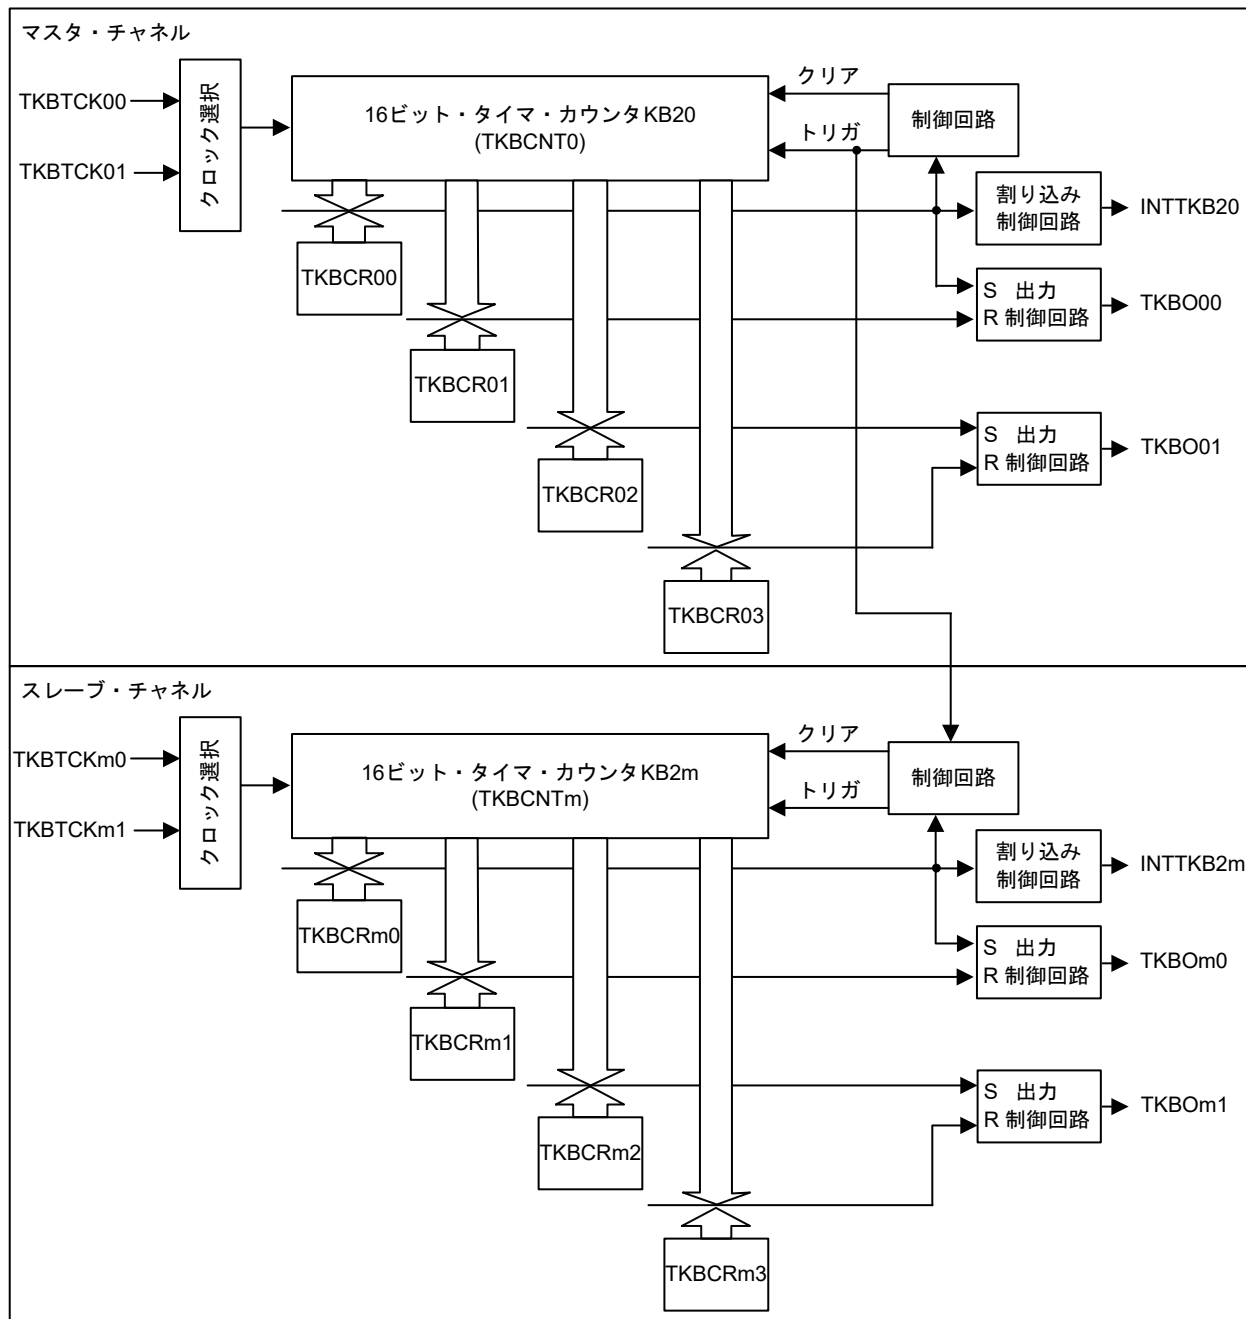 マスタ・チャネル
TKBTCK00
TKBTCK01
クロック選択
16ビット・タイマ・カウンタKB20
(TKBCNT0)
クリア
トリガ
制御回路
割り込み
制御回路
INTTKB20
TKBCR00
S 出力
R 制御回路
TKBO00
TKBCR01
S 出力
R 制御回路
TKBO01
TKBCR02
TKBCR03
スレーブ・チャネル
TKBTCKm0
TKBTCKm1
クロック選択
16ビット・タイマ・カウンタKB2m
(TKBCNTm)
クリア
トリガ
制御回路
割り込み
制御回路
INTTKB2m
TKBCRm0
S 出力
R 制御回路
TKBOm0
TKBCRm1
S 出力
R 制御回路
TKBOm1
TKBCRm2
TKBCRm3